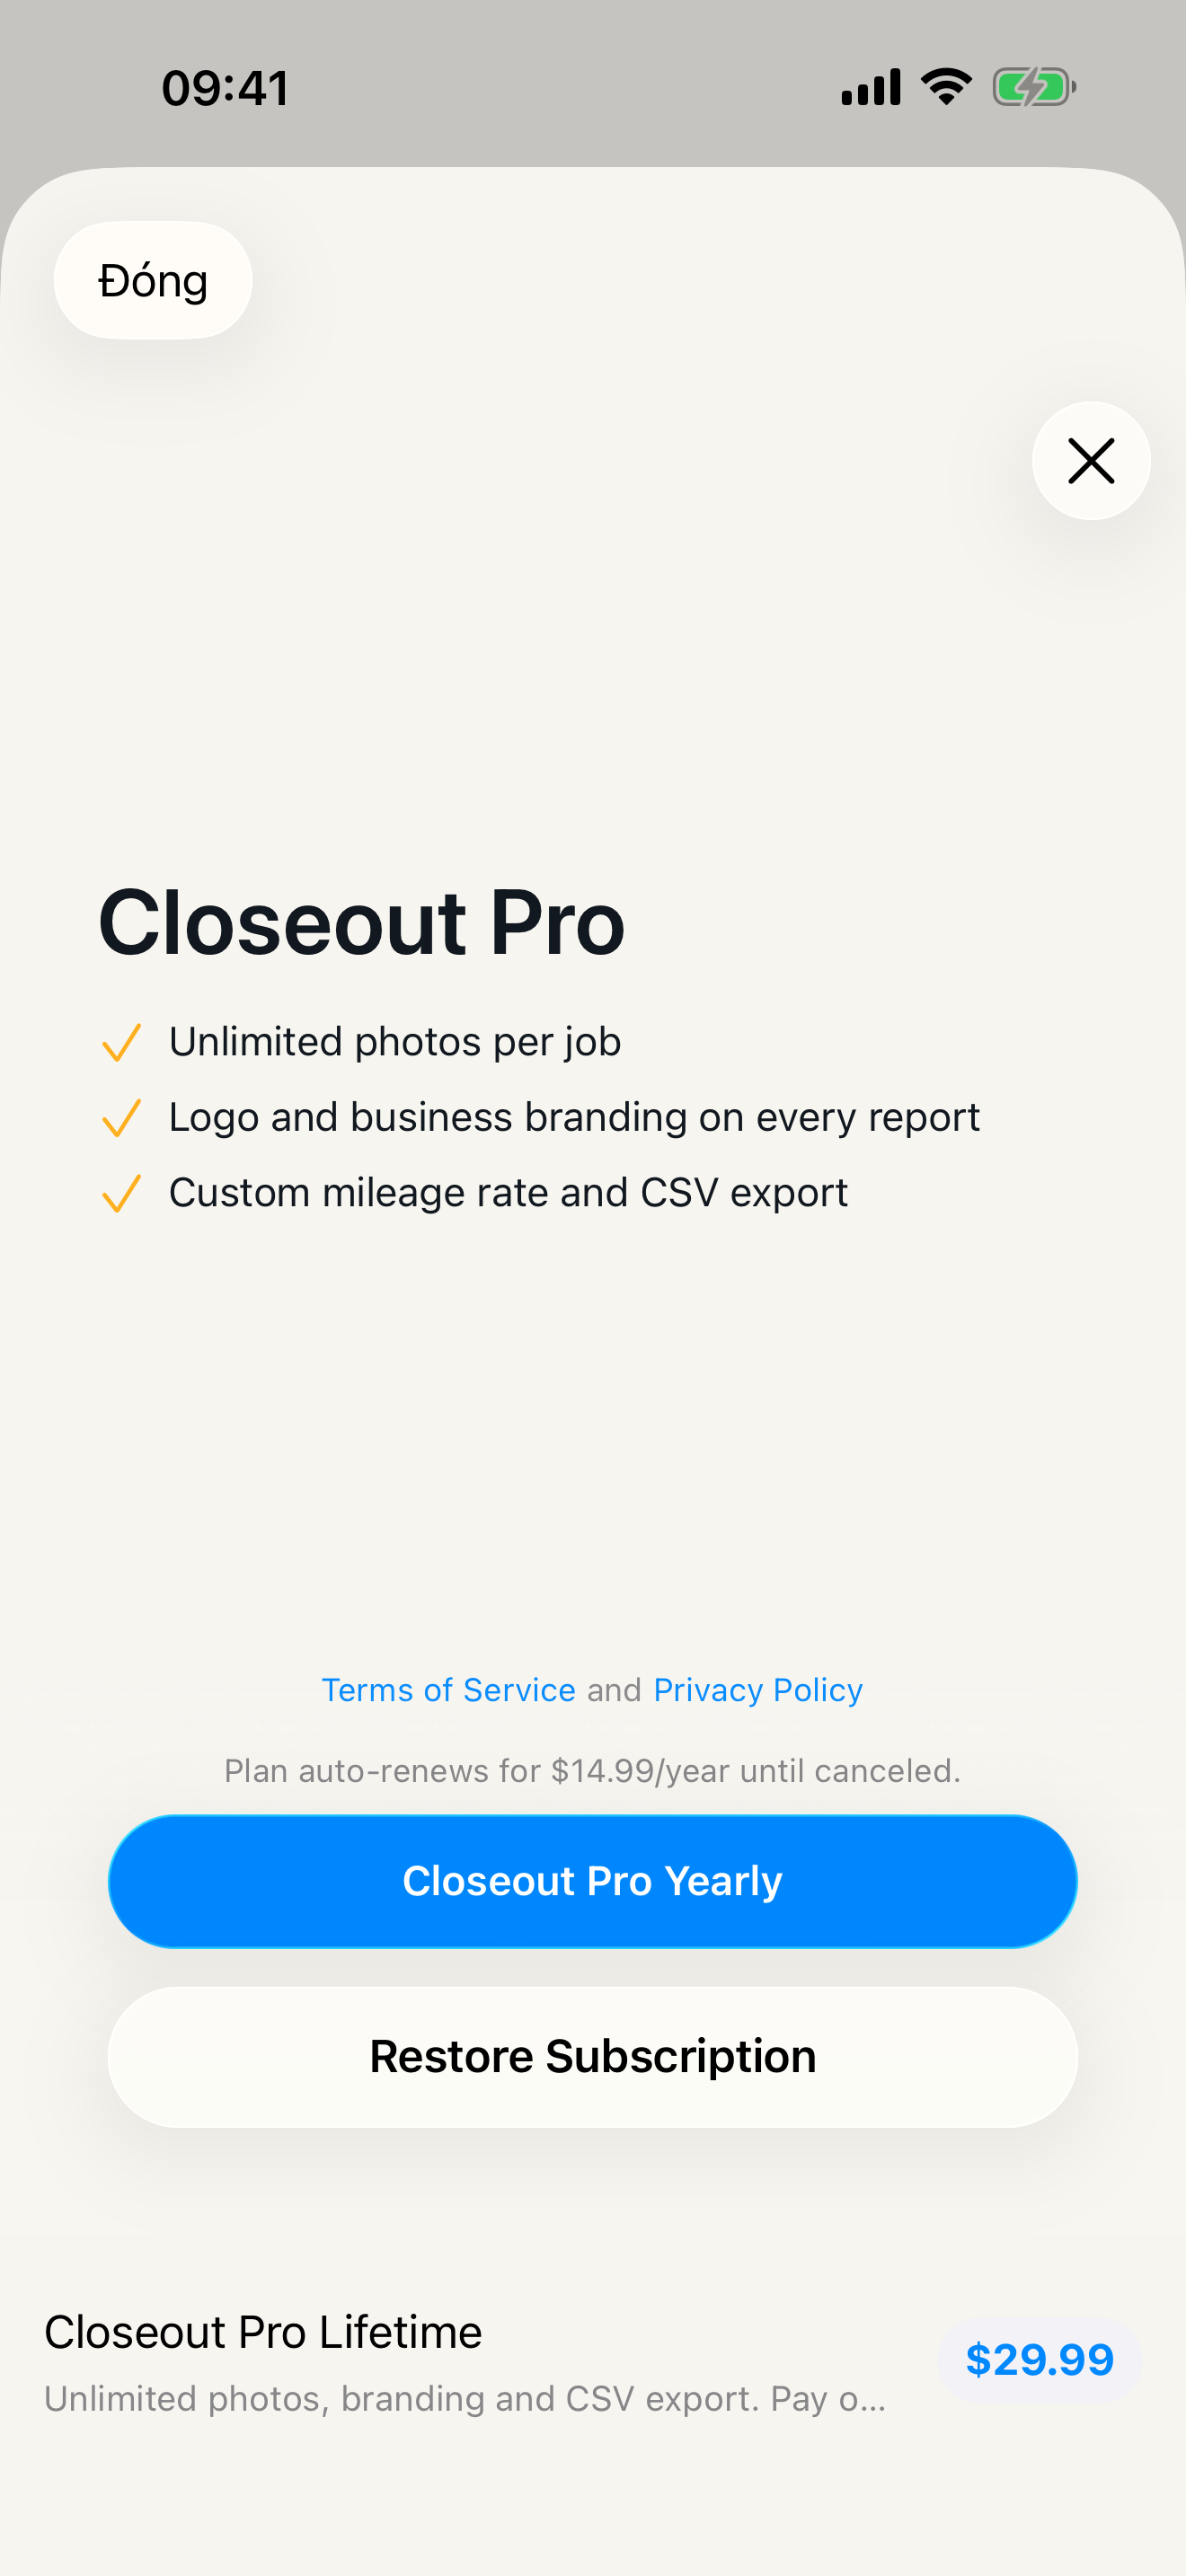 09:41
Đóng
Closeout Pro
Unlimited photos per job
Logo and business branding on every report
Custom mileage rate and CSV export
Terms of Service and Privacy Policy
Plan auto-renews for $14.99/year until canceled.
Closeout Pro Yearly
Restore Subscription
Closeout Pro Lifetime
$29.99
Unlimited photos, branding and CSV export. Pay o...